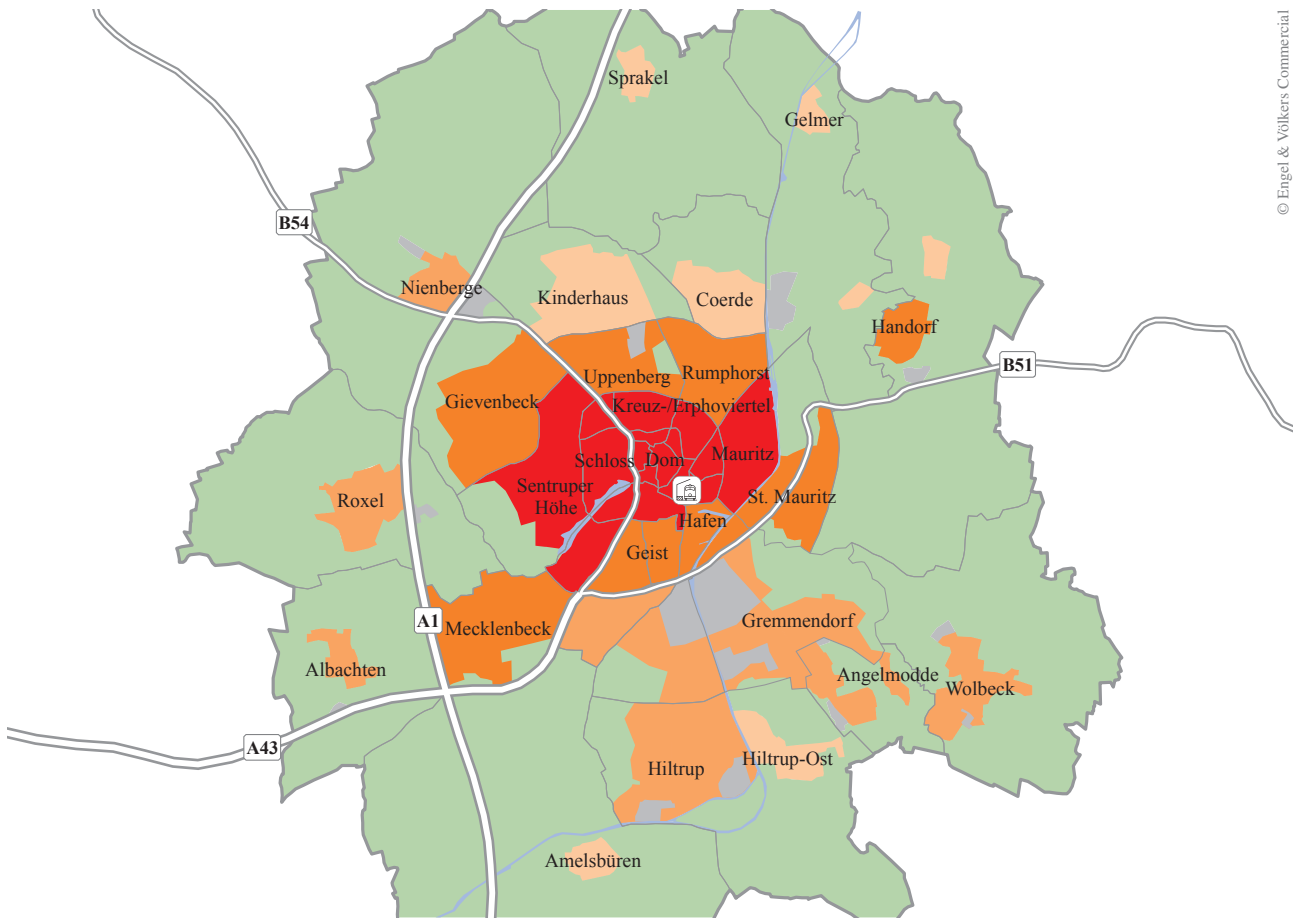 © Engel & Völkers Commercial
Sprakel
Gelmer
B54
Nienberge
Kinderhaus
Coerde
Handorf
B51
Uppenberg
Rumphorst
Gievenbeck
Kreuz-/Erphoviertel
Schloss
Dom
Mauritz
Sentruper
Höhe
Roxel
St. Mauritz
Hafen
Geist
A1
Mecklenbeck
Gremmendorf
Albachten
Angelmodde
Wolbeck
A43
Hiltrup
Hiltrup-Ost
Amelsbüren